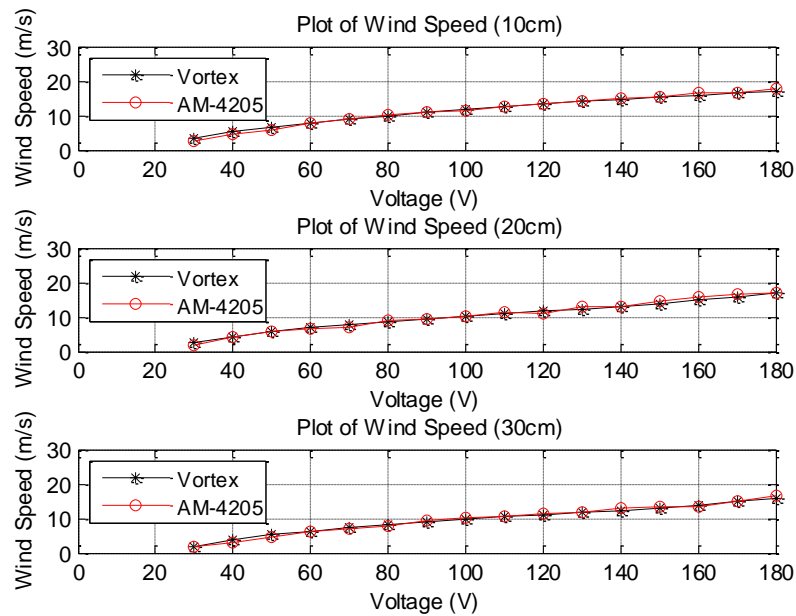 Plot of Wind Speed (10cm)
Wind Speed (m/s)
30
20
10
0
Vortex
AM-4205
0 20 40 60 80 100 120 140 160 180
Voltage (V)
Plot of Wind Speed (20cm)
Wind Speed (m/s)
30
20
10
0
Vortex
AM-4205
0 20 40 60 80 100 120 140 160 180
Voltage (V)
Plot of Wind Speed (30cm)
Wind Speed (m/s)
30
20
10
0
Vortex
AM-4205
0 20 40 60 80 100 120 140 160 180
Voltage (V)